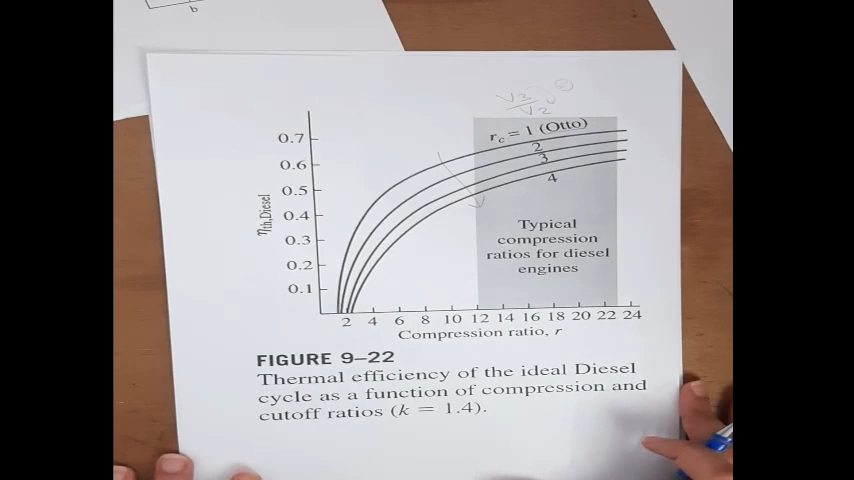 b
V3
V2
0.7
0.6
0.5
0.4
0.3
0.2
0.1
ηth,Diesel
rc = 1 (Otto)
2
3
4
Typical
compression
ratios for diesel
engines
2 4 6 8 10 12 14 16 18 20 22 24
Compression ratio, r
FIGURE 9–22
Thermal efficiency of the ideal Diesel
cycle as a function of compression and
cutoff ratios (k = 1.4).